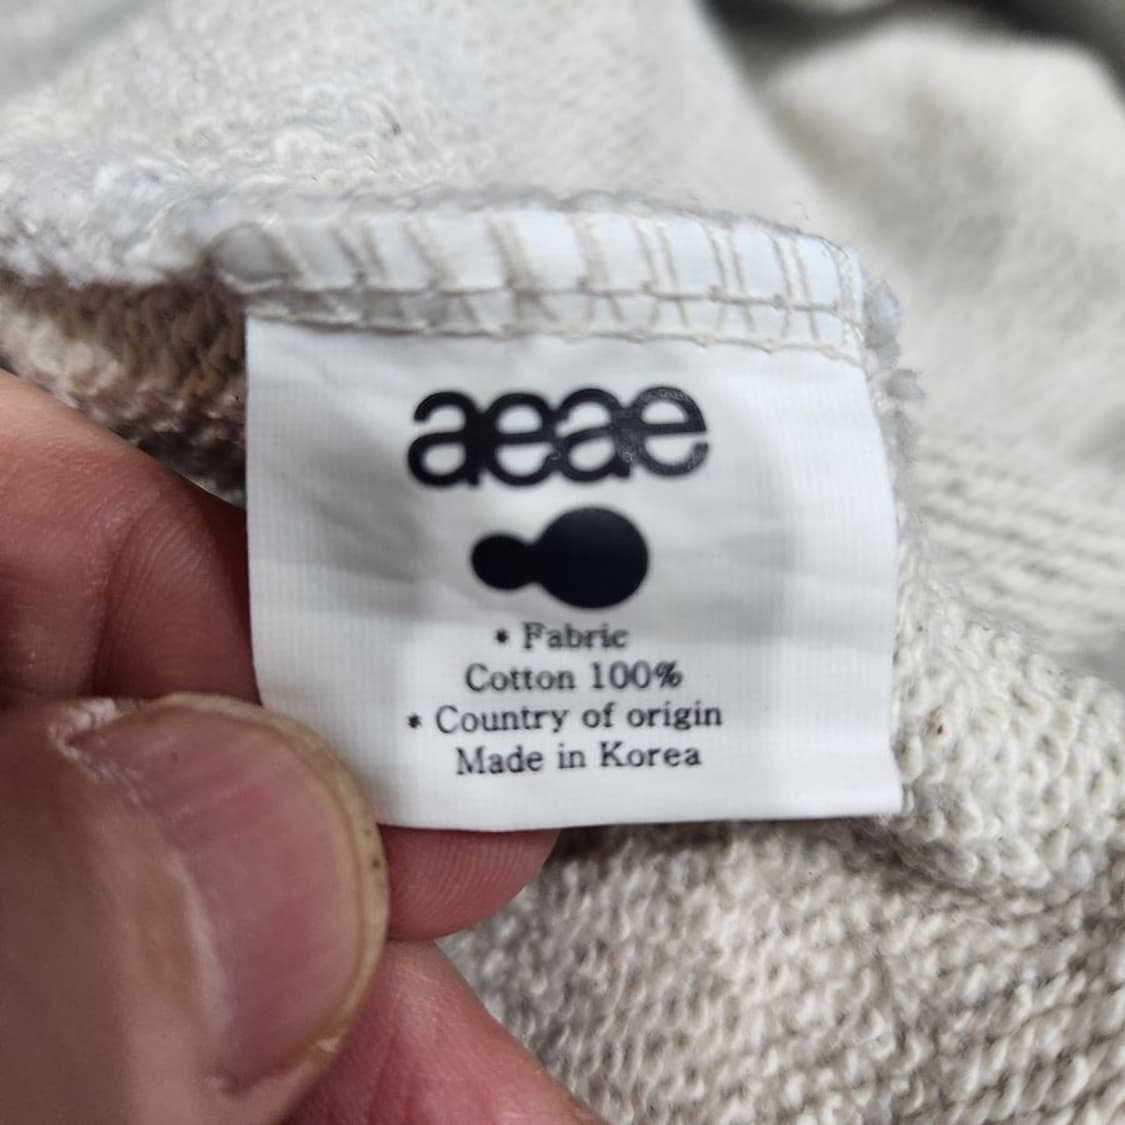 aeae
* Fabric
Cotton 100%
* Country of origin
Made in Korea